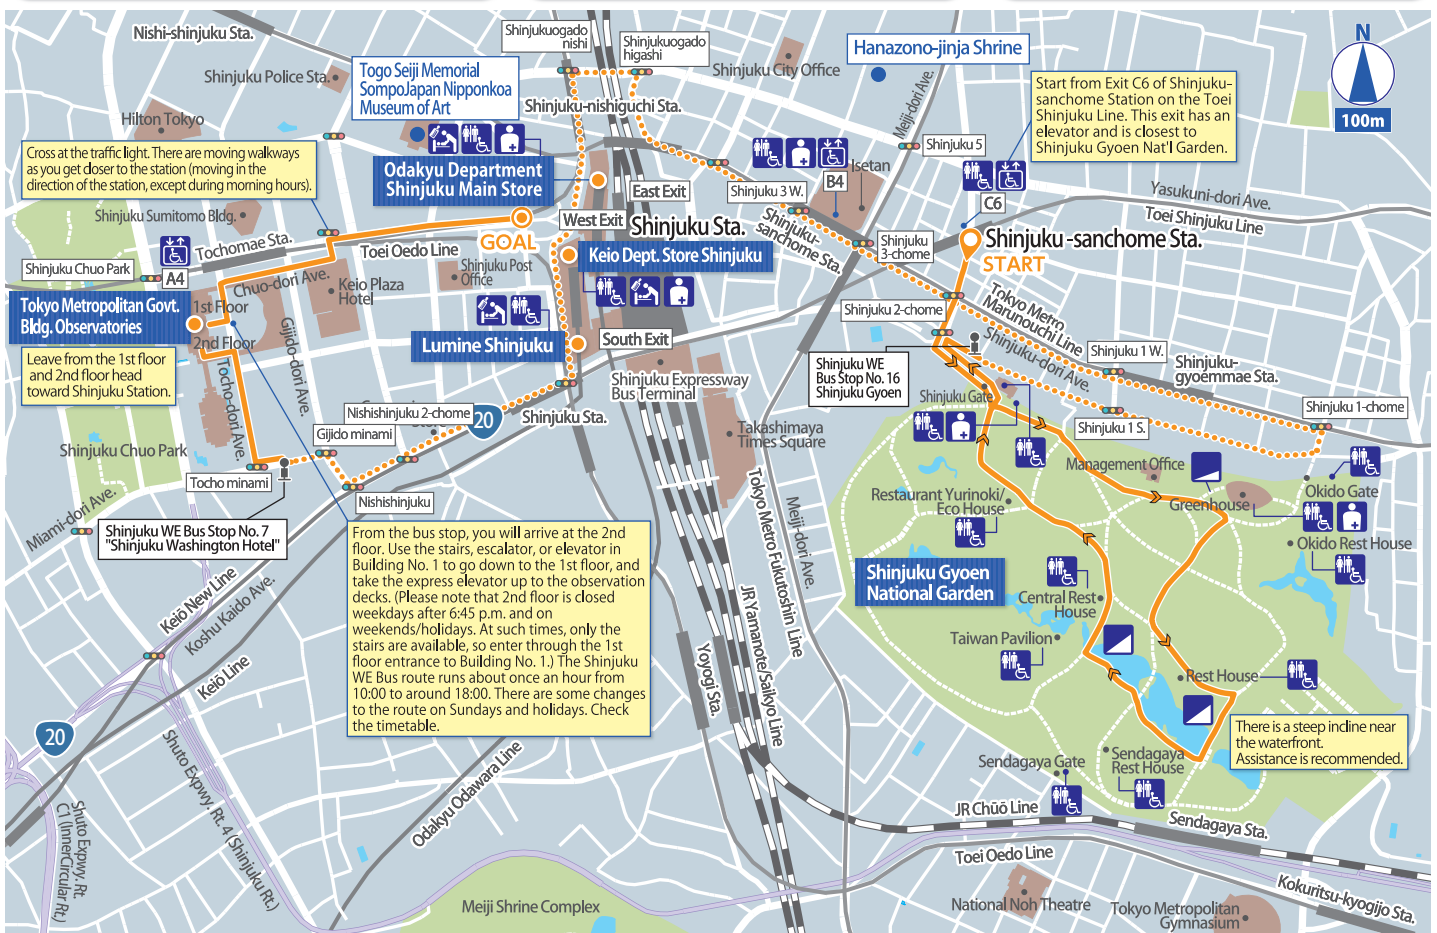 Nishi-shinjuku Sta.
Shinjukuogado
nishi
Shinjukuogado
higashi
Shinjuku City Office
Hanazono-jinja Shrine
N
100m
Shinjuku Police Sta.
Togo Seiji Memorial
SompoJapan Nipponkoa
Museum of Art
Shinjuku-nishiguchi Sta.
Meiji-dori Ave.
Start from Exit C6 of Shinjuku-
sanchome Station on the Toei
Shinjuku Line. This exit has an
elevator and is closest to
Shinjuku Gyoen Nat'l Garden.
Hilton Tokyo
Cross at the traffic light. There are moving walkways
as you get closer to the station (moving in the
direction of the station, except during morning hours).
Odakyu Department
Shinjuku Main Store
East Exit
West Exit
Shinjuku Sta.
Shinjuku 3 W.
Isetan
B4
Shinjuku 5
C6
Yasukuni-dori Ave.
Toei Shinjuku Line
Shinjuku-
sanchome Sta.
Shinjuku
3-chome
Shinjuku -sanchome Sta.
START
Shinjuku Sumitomo Bldg.
Tochomae Sta.
Toei Oedo Line
GOAL
Shinjuku Chuo Park
A4
Chuo-dori Ave.
Keio Plaza
Hotel
Shinjuku Post
Office
Keio Dept. Store Shinjuku
Tokyo Metropolitan Govt.
Bldg. Observatories
1st Floor
2nd Floor
Gijido-dori Ave.
Tocho-dori Ave.
Leave from the 1st floor
and 2nd floor head
toward Shinjuku Station.
Lumine Shinjuku
South Exit
Shinjuku 2-chome
Tokyo Metro
Marunouchi Line
Shinjuku-dori Ave.
Shinjuku 1 W.
Shinjuku-
gyoemmae Sta.
Shinjuku WE
Bus Stop No. 16
Shinjuku Gyoen
Shinjuku Gate
Shinjuku 1 S.
Shinjuku 1-chome
Shinjuku Expressway
Bus Terminal
Shinjuku Sta.
20
Nishishinjuku 2-chome
Store
Gijido minami
Takashimaya
Times Square
Shinjuku Chuo Park
Tocho minami
Nishishinjuku
Miami-dori Ave.
Shinjuku WE Bus Stop No. 7
"Shinjuku Washington Hotel"
Management Office
Greenhouse
Okido Gate
Okido Rest House
Restaurant Yurinoki/
Eco House
Shinjuku Gyoen
National Garden
Central Rest
House
Taiwan Pavilion
Rest House
There is a steep incline near
the waterfront.
Assistance is recommended.
Sendagaya Gate
Sendagaya
Rest House
From the bus stop, you will arrive at the 2nd
floor. Use the stairs, escalator, or elevator in
Building No. 1 to go down to the 1st floor, and
take the express elevator up to the observation
decks. (Please note that 2nd floor is closed
weekdays after 6:45 p.m. and on
weekends/holidays. At such times, only the
stairs are available, so enter through the 1st
floor entrance to Building No. 1.) The Shinjuku
WE Bus route runs about once an hour from
10:00 to around 18:00. There are some changes
to the route on Sundays and holidays. Check
the timetable.
Keiō New Line
Koshu Kaido Ave.
Keiō Line
20
Shuto Expwy. Rt. 4 (Shinjuku Rt.)
Shuto Expwy. Rt.
C1 (InnerCircular Rt.)
Odakyu Odawara Line
Yoyogi Sta.
JR Yamanote/Saikyo Line
Tokyo Metro Fukutoshin Line
Meiji-dori Ave.
JR Chūō Line
Sendagaya Sta.
Toei Oedo Line
Kokuritsu-kyogijo Sta.
Meiji Shrine Complex
National Noh Theatre
Tokyo Metropolitan
Gymnasium